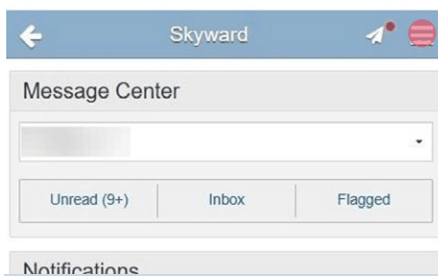 Skyward
Message Center
Unread (9+) Inbox Flagged
Notifications